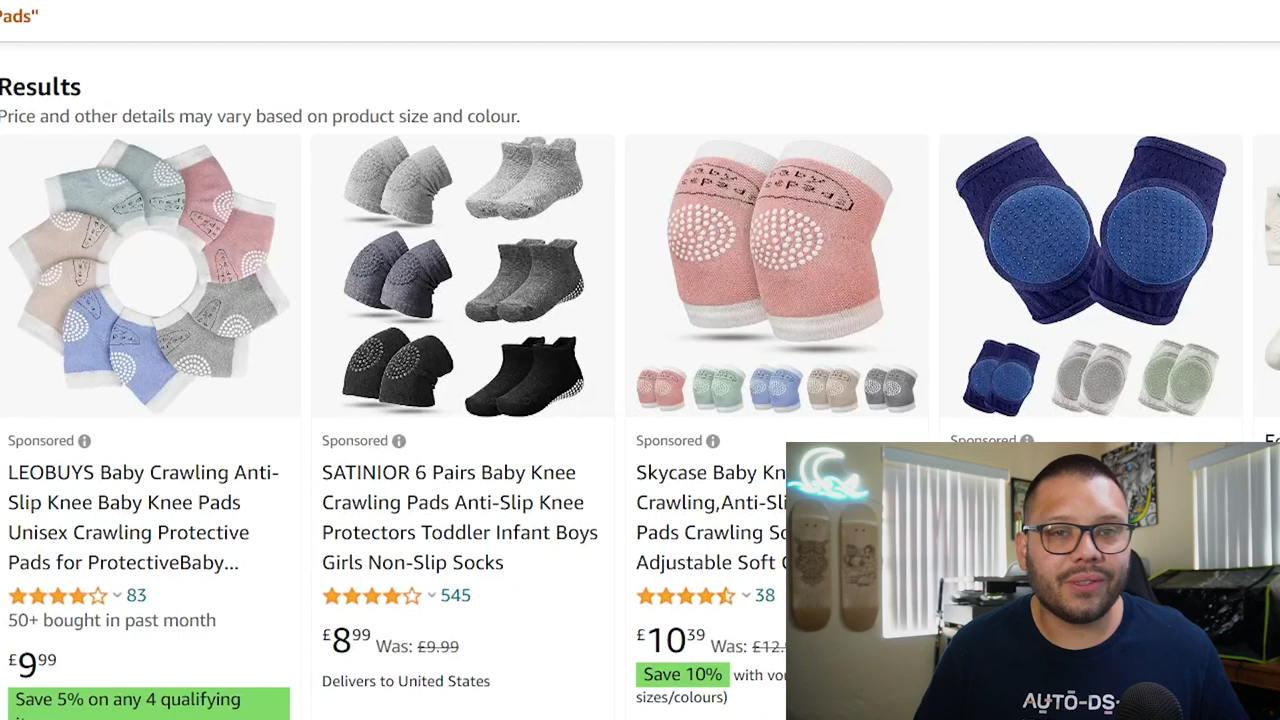 Pads"
Results
Price and other details may vary based on product size and colour.
Sponsored
LEOBUYS Baby Crawling Anti-
Slip Knee Baby Knee Pads
Unisex Crawling Protective
Pads for ProtectiveBaby...
83
50+ bought in past month
£9.99
Save 5% on any 4 qualifying
Sponsored
SATINIOR 6 Pairs Baby Knee
Crawling Pads Anti-Slip Knee
Protectors Toddler Infant Boys
Girls Non-Slip Socks
545
£8.99 Was: £9.99
Delivers to United States
Sponsored
Skycase Baby Kn
Crawling,Anti-Sli
Pads Crawling So
Adjustable Soft
38
£10.39 Was: £12.
Save 10% with vou
sizes/colours)
Sponsored
AUTO-DS